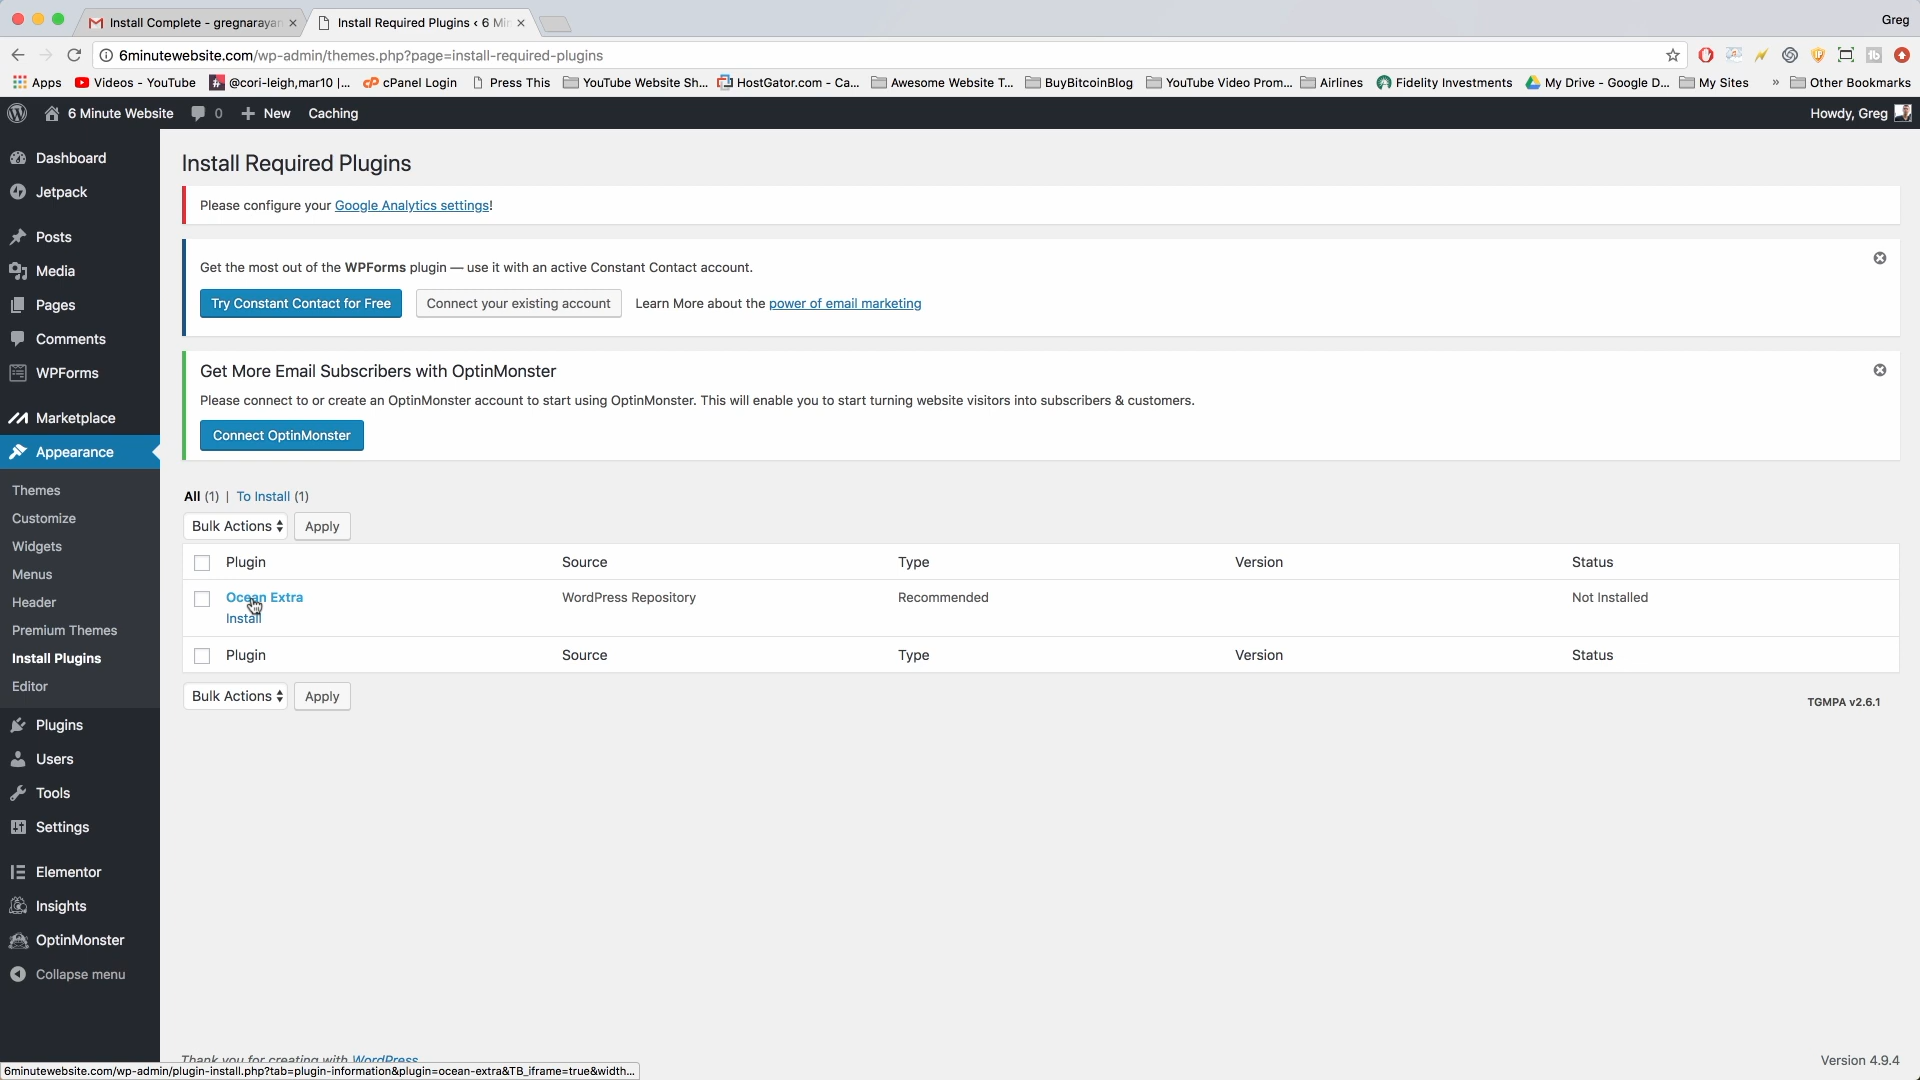 Install Complete - gregnarayan
Install Required Plugins ‹ 6 Min
Greg
6minutewebsite.com/wp-admin/themes.php?page=install-required-plugins
Apps
Videos - YouTube
@cori-leigh,mar10 |...
cPanel Login
Press This
YouTube Website Sh...
HostGator.com - Ca...
Awesome Website T...
BuyBitcoinBlog
YouTube Video Prom...
Airlines
Fidelity Investments
My Drive - Google D...
My Sites
»
Other Bookmarks
6 Minute Website
0
New
Caching
Howdy, Greg
Dashboard
Jetpack
Posts
Media
Pages
Comments
WPForms
Marketplace
Appearance
Themes
Customize
Widgets
Menus
Header
Premium Themes
Install Plugins
Editor
Plugins
Users
Tools
Settings
Elementor
Insights
OptinMonster
Collapse menu
Install Required Plugins
Please configure your Google Analytics settings!
Get the most out of the WPForms plugin — use it with an active Constant Contact account.
Try Constant Contact for Free
Connect your existing account
Learn More about the power of email marketing
Get More Email Subscribers with OptinMonster
Please connect to or create an OptinMonster account to start using OptinMonster. This will enable you to start turning website visitors into subscribers & customers.
Connect OptinMonster
All (1) | To Install (1)
Bulk Actions
Apply
Plugin Source Type Version Status
Ocean Extra WordPress Repository Recommended Not Installed
Install
Plugin Source Type Version Status
Bulk Actions
Apply
TGMPA v2.6.1
Thank you for creating with WordPress
Version 4.9.4
6minutewebsite.com/wp-admin/plugin-install.php?tab=plugin-information&plugin=ocean-extra&TB_iframe=true&width...